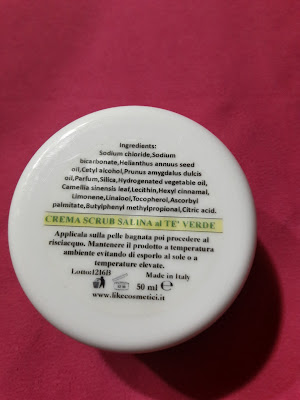 Ingredients:
Sodium chloride,Sodium
bicarbonate,Helianthus annuus seed
oil,Cetyl alcohol,Prunus amygdalus dulcis
oil,Parfum,Silica,Hydrogenated vegetable oil,
Camellia sinensis leaf,Lecithin,Hexyl cinnamal,
Limonene,Linalool,Tocopherol,Ascorbyl
palmitate,Butylphenyl methylpropional,Citric acid.
CREMA SCRUB SALINA al TE' VERDE
Applicala sulla pelle bagnata poi procedere al
risciacquo. Mantenere il prodotto a temperatura
ambiente evitando di esporlo al sole o a
temperature elevate.
Lotto:1216B Made in Italy
50 ml e
www.likecosmetici.it